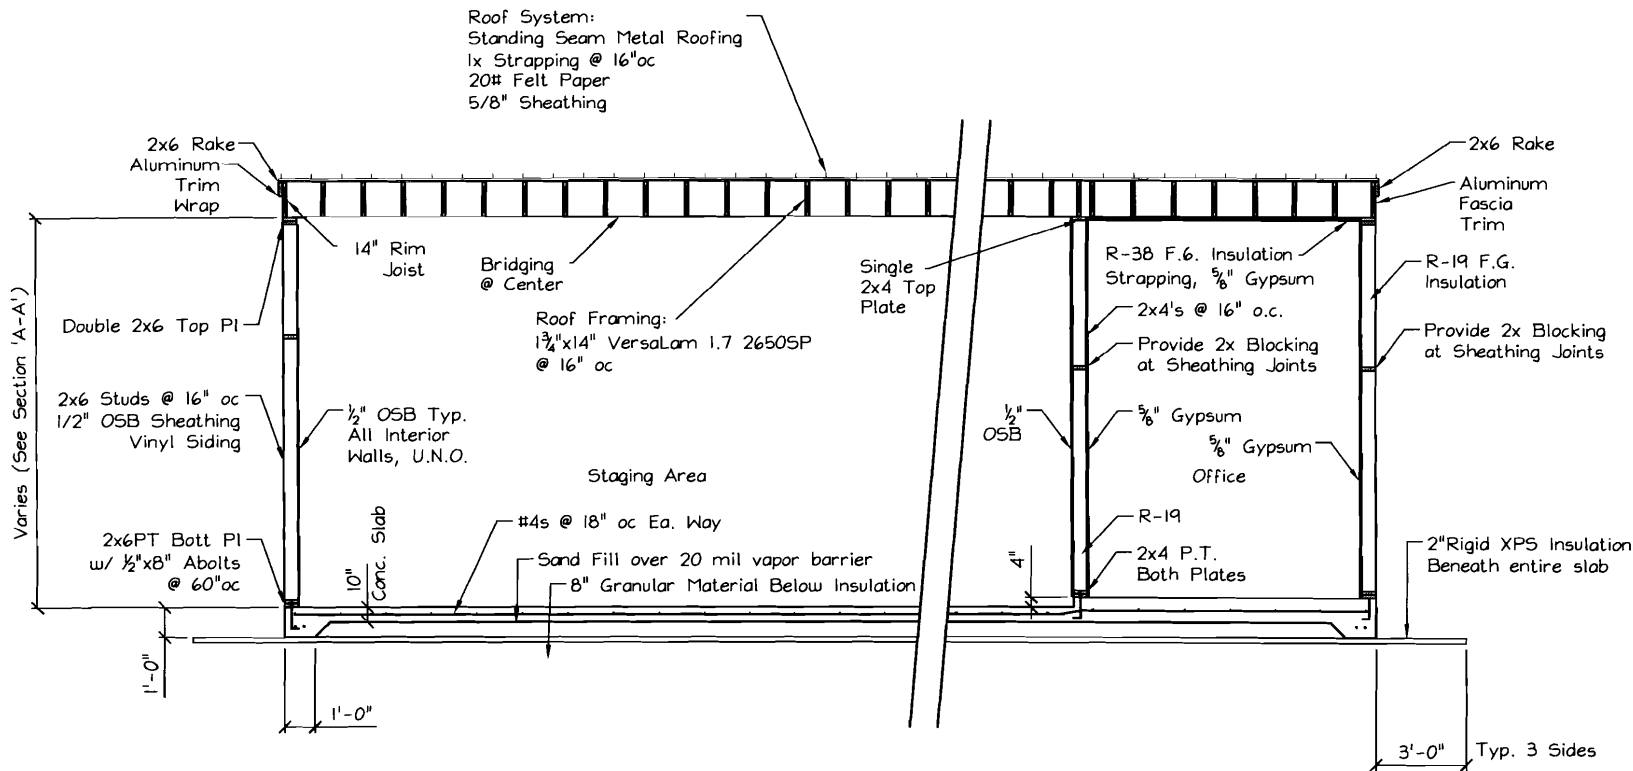 Roof System:
Standing Seam Metal Roofing
1x Strapping @ 16"oc
20# Felt Paper
5/8" Sheathing
2x6 Rake
Aluminum
Trim
Wrap
2x6 Rake
Aluminum
Fascia
Trim
14" Rim
Joist
Bridging
@ Center
Single
2x4 Top
Plate
R-38 F.6. Insulation
Strapping, 5/8" Gypsum
R-19 F.G.
Insulation
2x4's @ 16" o.c.
Double 2x6 Top Pl
Roof Framing:
1 3/4"x14" VersaLam 1.7 2650SP
@ 16" oc
Provide 2x Blocking
at Sheathing Joints
Provide 2x Blocking
at Sheathing Joints
Varies (See Section 'A-A')
2x6 Studs @ 16" oc
1/2" OSB Sheathing
Vinyl Siding
1/2" OSB Typ.
All Interior
Walls, U.N.O.
1/2"
OSB
5/8" Gypsum
5/8" Gypsum
Office
Staging Area
2x6PT Bott Pl
w/ 1/2"x8" Abolts
@ 60"oc
10"
Conc. Slab
#4s @ 18" oc Ea. Way
Sand Fill over 20 mil vapor barrier
8" Granular Material Below Insulation
4"
R-19
2x4 P.T.
Both Plates
2"Rigid XPS Insulation
Beneath entire slab
1'-0"
1'-0"
3'-0"
Typ. 3 Sides